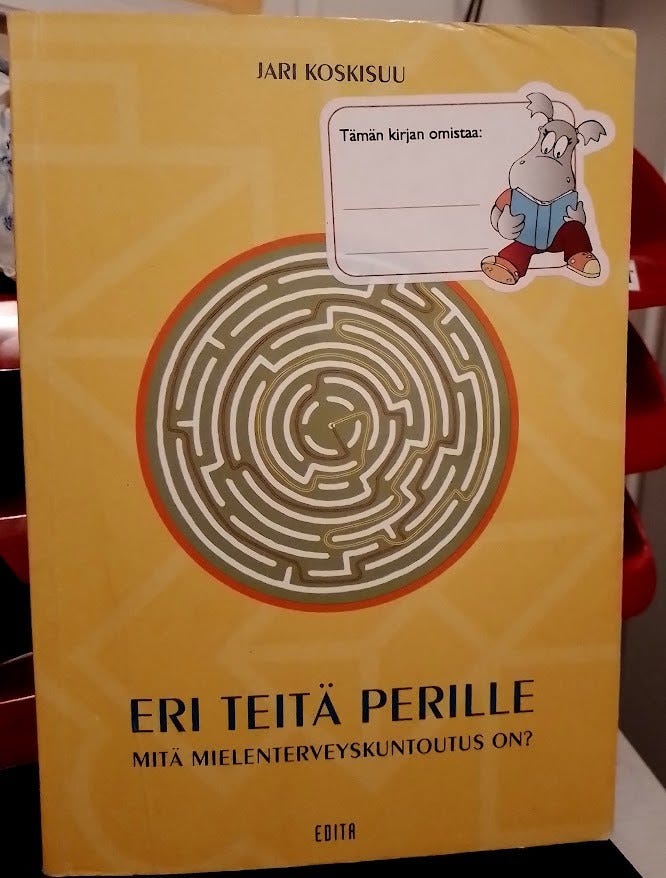 JARI KOSKISUU
Tämän kirjan omistaa:
ERI TEITÄ PERILLE
MITÄ MIELENTERVEYSKUNTOUTUS ON?
EDITA